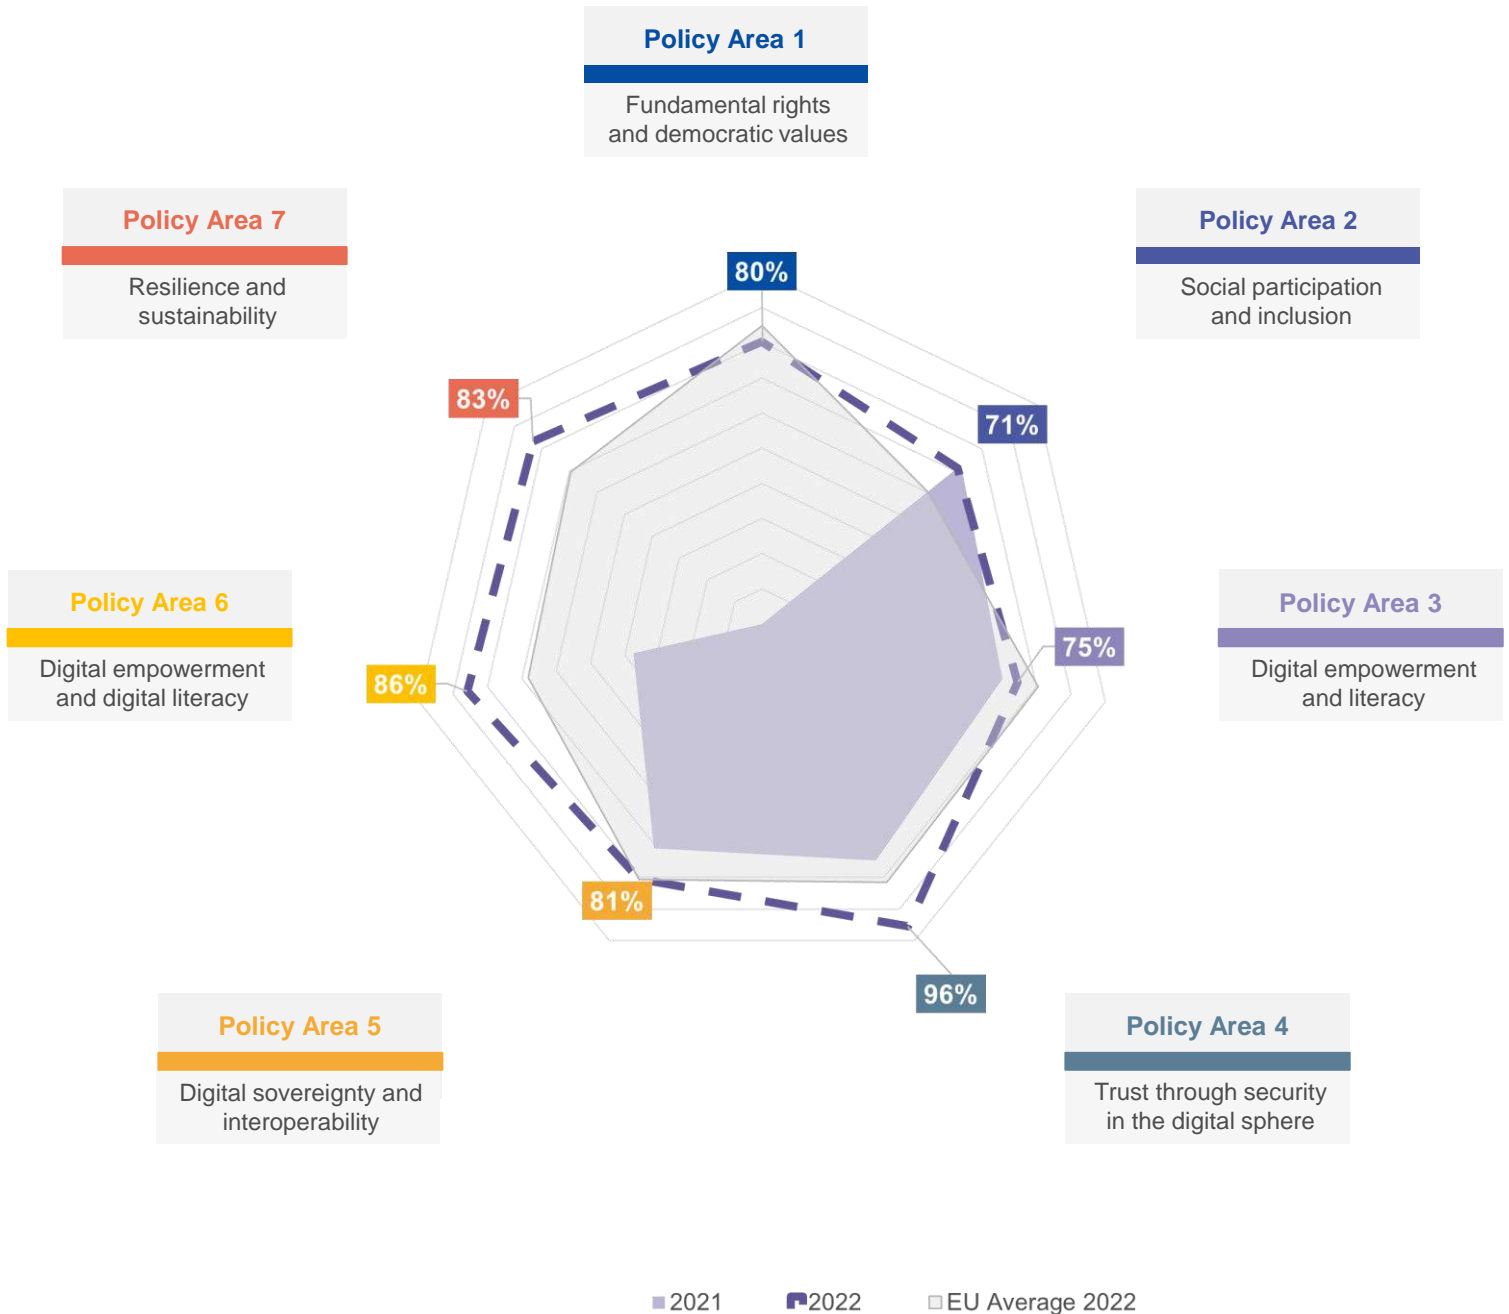 Policy Area 1
Fundamental rights
and democratic values
Policy Area 7
Resilience and
sustainability
Policy Area 2
Social participation
and inclusion
80%
83%
71%
Policy Area 6
Digital empowerment
and digital literacy
86%
75%
Policy Area 3
Digital empowerment
and literacy
81%
96%
Policy Area 5
Digital sovereignty and
interoperability
Policy Area 4
Trust through security
in the digital sphere
2021
2022
EU Average 2022